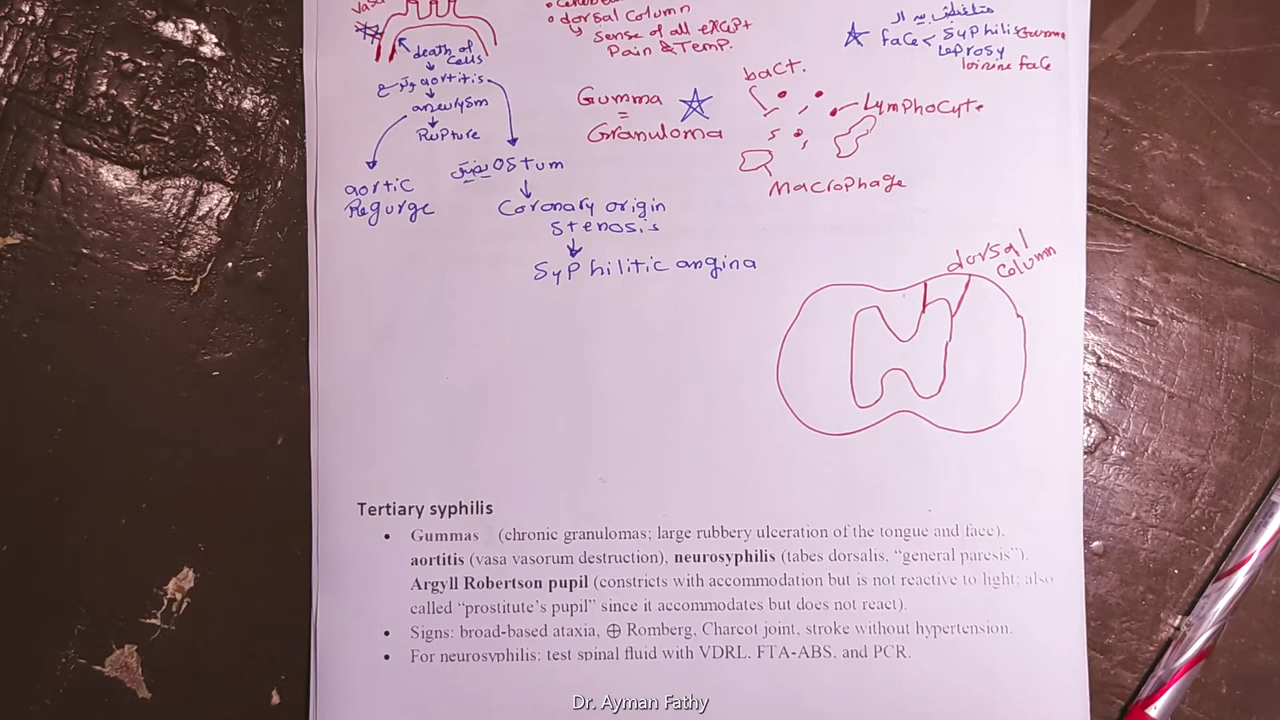 vasa
death of
cells
aortitis
aneurysm
Rupture
aortic
Regurge
Ostum
Coronary origin
stenosis
Syphilitic angina
• dorsal column
Sense of all except
Pain & Temp.
Gumma
=
Granuloma
bact.
Lymphocyte
Macrophage
face < Syphilis Gumma
Leprosy
face
dorsal
column
Tertiary syphilis
• Gummas (chronic granulomas; large rubbery ulceration of the tongue and face).
aortitis (vasa vasorum destruction), neurosyphilis (tabes dorsalis, “general paresis”).
Argyll Robertson pupil (constricts with accommodation but is not reactive to light; also
called “prostitute’s pupil” since it accommodates but does not react).
• Signs: broad-based ataxia, ⊕ Romberg, Charcot joint, stroke without hypertension.
• For neurosyphilis: test spinal fluid with VDRL, FTA-ABS, and PCR.
Dr. Ayman Fathy